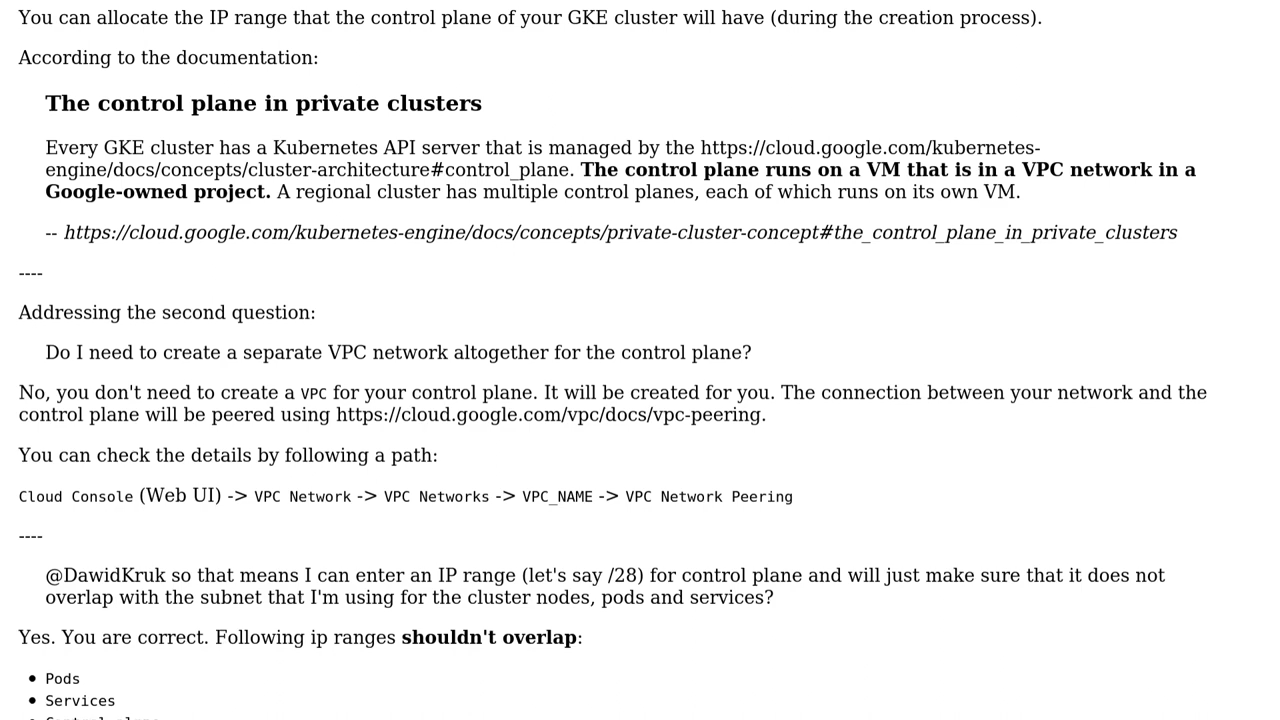 You can allocate the IP range that the control plane of your GKE cluster will have (during the creation process).
According to the documentation:
The control plane in private clusters
Every GKE cluster has a Kubernetes API server that is managed by the https://cloud.google.com/kubernetes-
engine/docs/concepts/cluster-architecture#control_plane. The control plane runs on a VM that is in a VPC network in a
Google-owned project. A regional cluster has multiple control planes, each of which runs on its own VM.
-- https://cloud.google.com/kubernetes-engine/docs/concepts/private-cluster-concept#the_control_plane_in_private_clusters
----
Addressing the second question:
Do I need to create a separate VPC network altogether for the control plane?
No, you don't need to create a VPC for your control plane. It will be created for you. The connection between your network and the
control plane will be peered using https://cloud.google.com/vpc/docs/vpc-peering.
You can check the details by following a path:
Cloud Console (Web UI) -> VPC Network -> VPC Networks -> VPC_NAME -> VPC Network Peering
----
@DawidKruk so that means I can enter an IP range (let's say /28) for control plane and will just make sure that it does not
overlap with the subnet that I'm using for the cluster nodes, pods and services?
Yes. You are correct. Following ip ranges shouldn't overlap:
• Pods
• Services